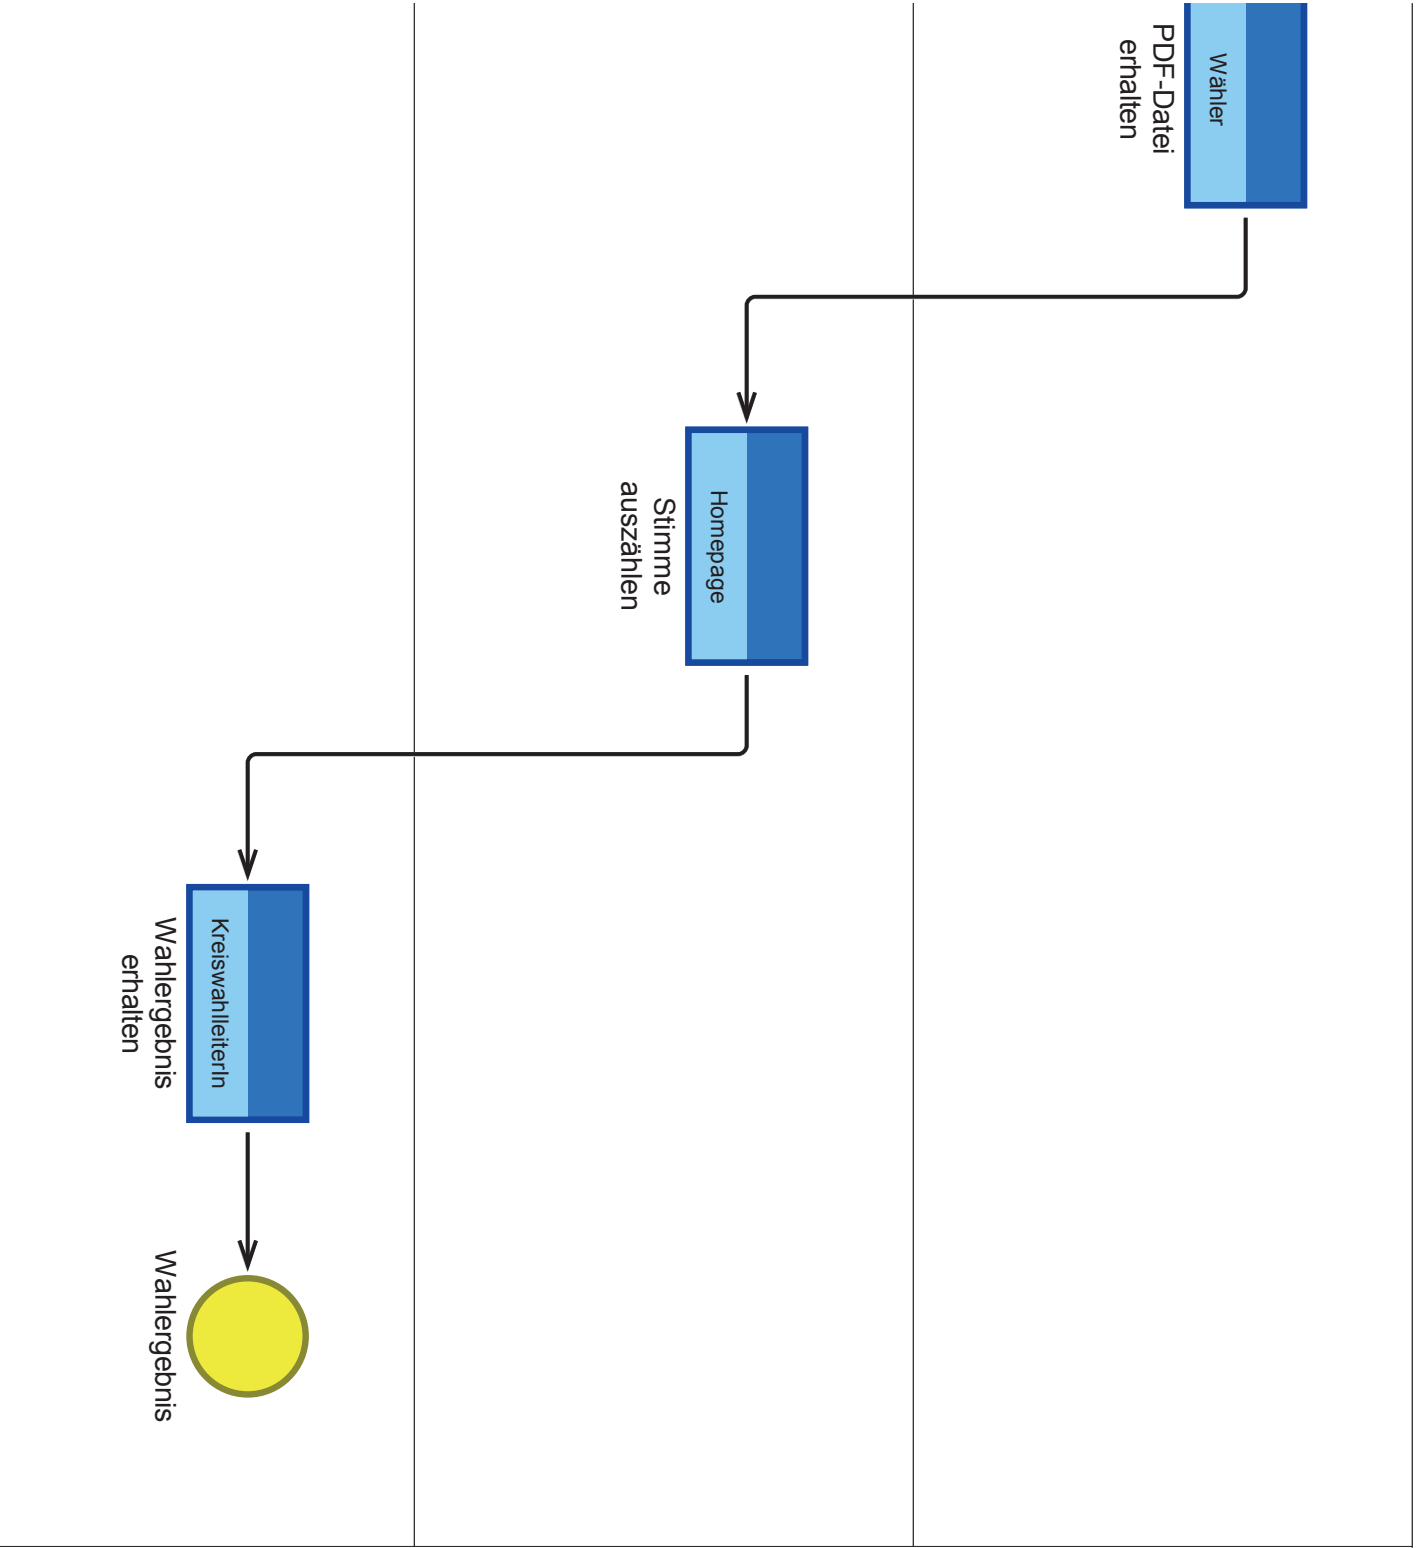 Wähler
PDF-Datei
erhalten
Homepage
Stimme
auszählen
KreiswahlleiterIn
Wahlergebnis
erhalten
Wahlergebnis